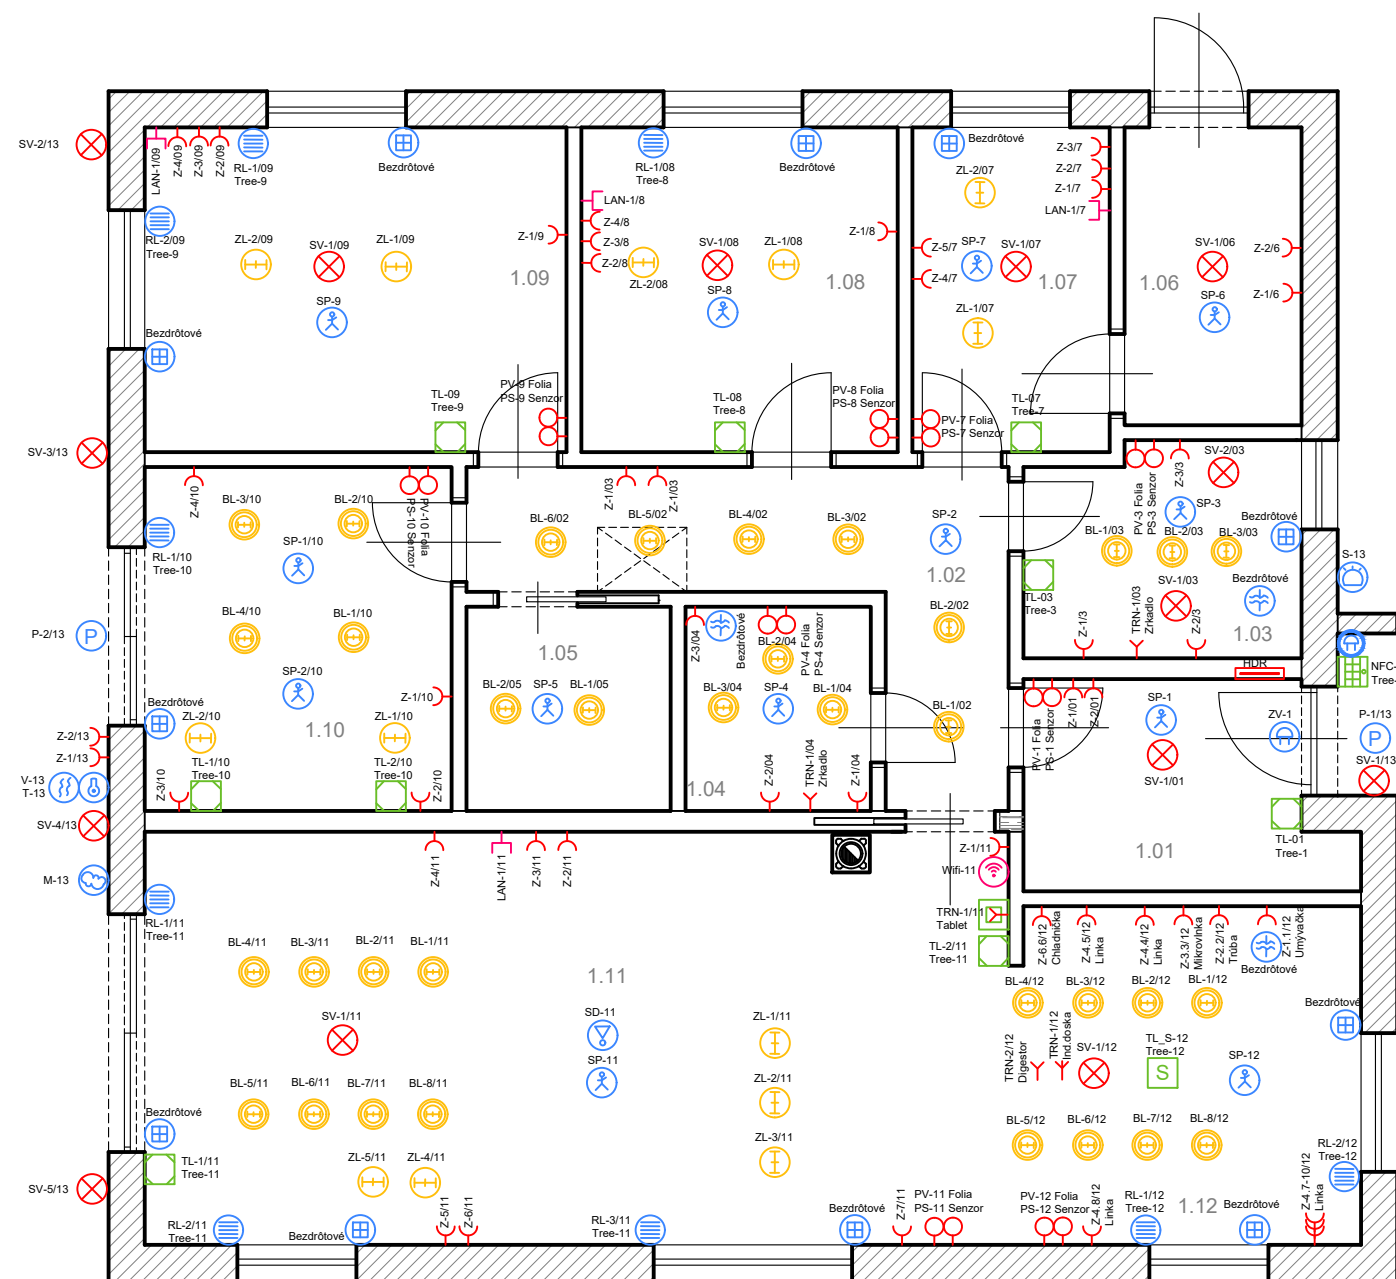 SV-2/13
LAN-1/09
Z-4/09
Z-3/09
Z-2/09
RL-1/09
Tree-9
Bezdrôtové
RL-2/09
Tree-9
ZL-2/09
SV-1/09
ZL-1/09
SP-9
Z-1/9
1.09
Bezdrôtové
TL-09
Tree-9
PV-9 Folia
PS-9 Senzor
RL-1/08
Tree-8
Bezdrôtové
LAN-1/8
Z-4/8
Z-3/8
Z-2/8
ZL-2/08
SV-1/08
ZL-1/08
SP-8
Z-1/8
1.08
TL-08
Tree-8
PV-8 Folia
PS-8 Senzor
Bezdrôtové
ZL-2/07
Z-3/7
Z-2/7
Z-1/7
LAN-1/7
Z-5/7
Z-4/7
SP-7
SV-1/07
1.07
ZL-1/07
PV-7 Folia
PS-7 Senzor
TL-07
Tree-7
SV-1/06
1.06
SP-6
Z-2/6
Z-1/6
SV-3/13
Z-4/10
BL-3/10
BL-2/10
PV-10 Folia
PS-10 Senzor
RL-1/10
Tree-10
SP-1/10
BL-4/10
BL-1/10
SP-2/10
P-2/13
Bezdrôtové
ZL-2/10
ZL-1/10
Z-1/10
1.10
TL-1/10
Tree-10
TL-2/10
Tree-10
Z-3/10
Z-2/10
Z-2/13
Z-1/13
V-13
T-13
SV-4/13
M-13
Z-1/03
Z-1/03
BL-6/02
BL-5/02
BL-4/02
BL-3/02
SP-2
1.02
BL-2/02
BL-1/02
1.05
BL-2/05
SP-5
BL-1/05
Z-3/04
Bezdrôtové
BL-2/04
PV-4 Folia
PS-4 Senzor
BL-3/04
SP-4
BL-1/04
1.04
Z-2/04
TRN-1/04
Zrkadlo
Z-1/04
PV-3 Folia
PS-3 Senzor
Z-3/3
SV-2/03
SP-3
BL-1/03
BL-2/03
BL-3/03
Bezdrôtové
TL-03
Tree-3
SV-1/03
Bezdrôtové
Z-1/3
TRN-1/03
Zrkadlo
Z-2/3
1.03
S-13
HDR
NFC-
Tree-
PV-1 Folia
PS-1 Senzor
Z-1/01
Z-2/01
SP-1
SV-1/01
ZV-1
P-1/13
SV-1/13
TL-01
Tree-1
1.01
Z-4/11
LAN-1/11
Z-3/11
Z-2/11
Z-1/11
Wifi-11
TRN-1/11
Tablet
TL-2/11
Tree-11
RL-1/11
Tree-11
BL-4/11
BL-3/11
BL-2/11
BL-1/11
1.11
SV-1/11
SD-11
SP-11
ZL-1/11
ZL-2/11
ZL-3/11
BL-5/11
BL-6/11
BL-7/11
BL-8/11
Bezdrôtové
TL-1/11
Tree-11
SV-5/13
ZL-5/11
ZL-4/11
RL-2/11
Tree-11
Bezdrôtové
Z-5/11
Z-6/11
RL-3/11
Tree-11
Bezdrôtové
Z-7/11
PV-11 Folia
PS-11 Senzor
Z-6.6/12
Chladnička
Z-4.5/12
Linka
Z-4.4/12
Linka
Z-3.3/12
Mikrovlnka
Z-2.2/12
Trúba
Z-1.1/12
Umývačka
Bezdrôtové
BL-4/12
BL-3/12
BL-2/12
BL-1/12
Bezdrôtové
TRN-2/12
Digestor
TRN-1/12
Ind.doska
SV-1/12
TL_S-12
Tree-12
S
SP-12
BL-5/12
BL-6/12
BL-7/12
BL-8/12
RL-2/12
Tree-12
PV-12 Folia
PS-12 Senzor
Z-4.8/12
Linka
RL-1/12
Tree-12
1.12
Bezdrôtové
Z-4.7-10/12
Linka
P
P